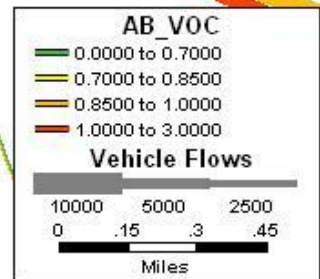 AB_VOC
0.0000 to 0.7000
0.7000 to 0.8500
0.8500 to 1.0000
1.0000 to 3.0000
Vehicle Flows
10000 5000 2500
0 .15 .3 .45
Miles